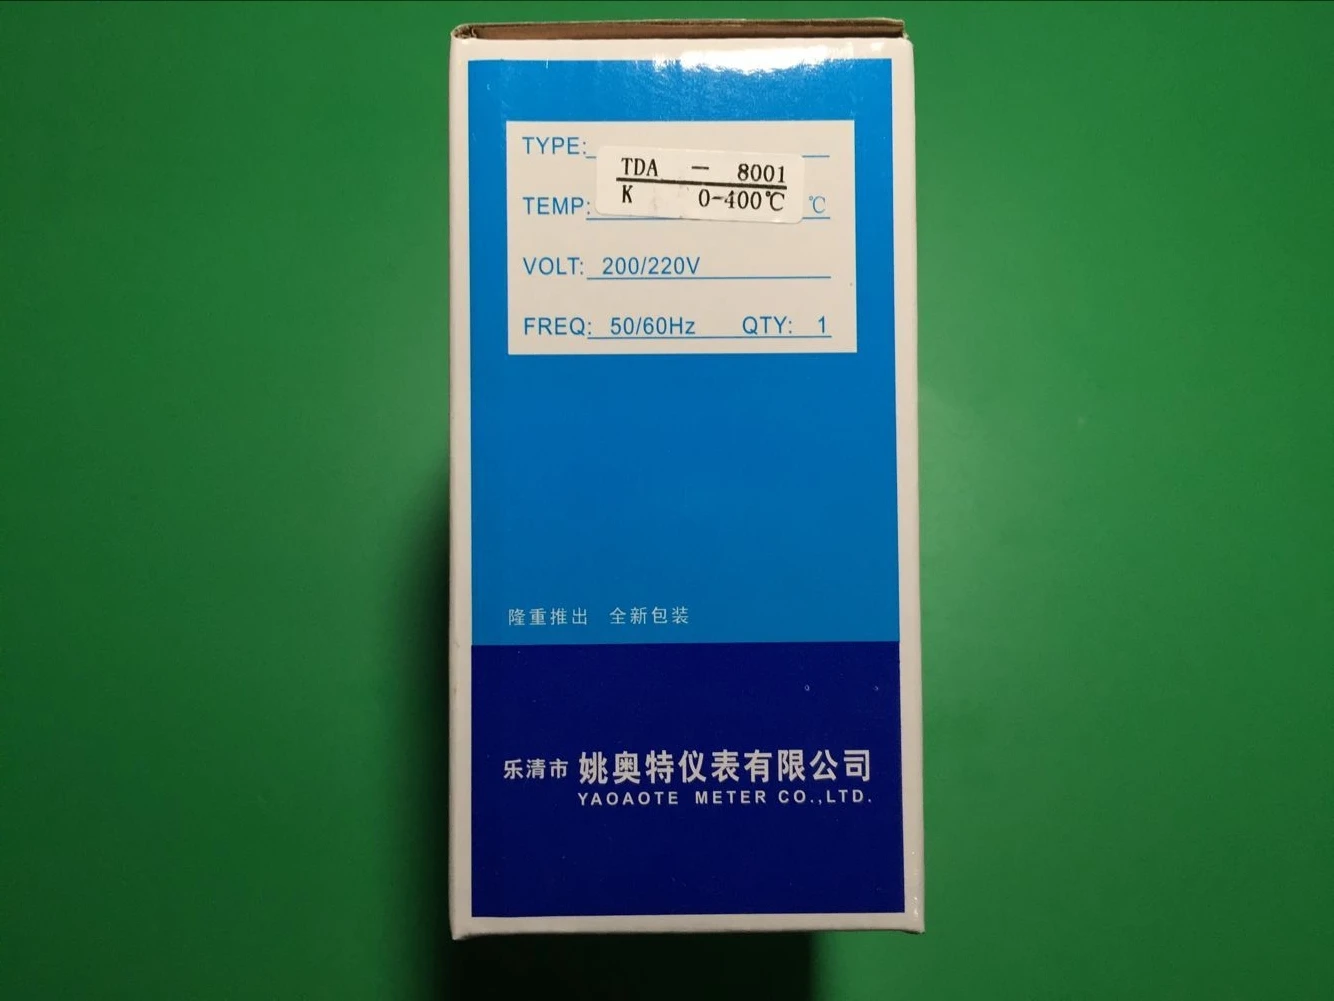 TYPE:
TDA - 8001
TEMP: K 0-400℃ ℃
VOLT: 200/220V
FREQ: 50/60Hz QTY: 1
隆重推出 全新包装
乐清市 姚奥特仪表有限公司
YAOAOTE METER CO.,LTD.